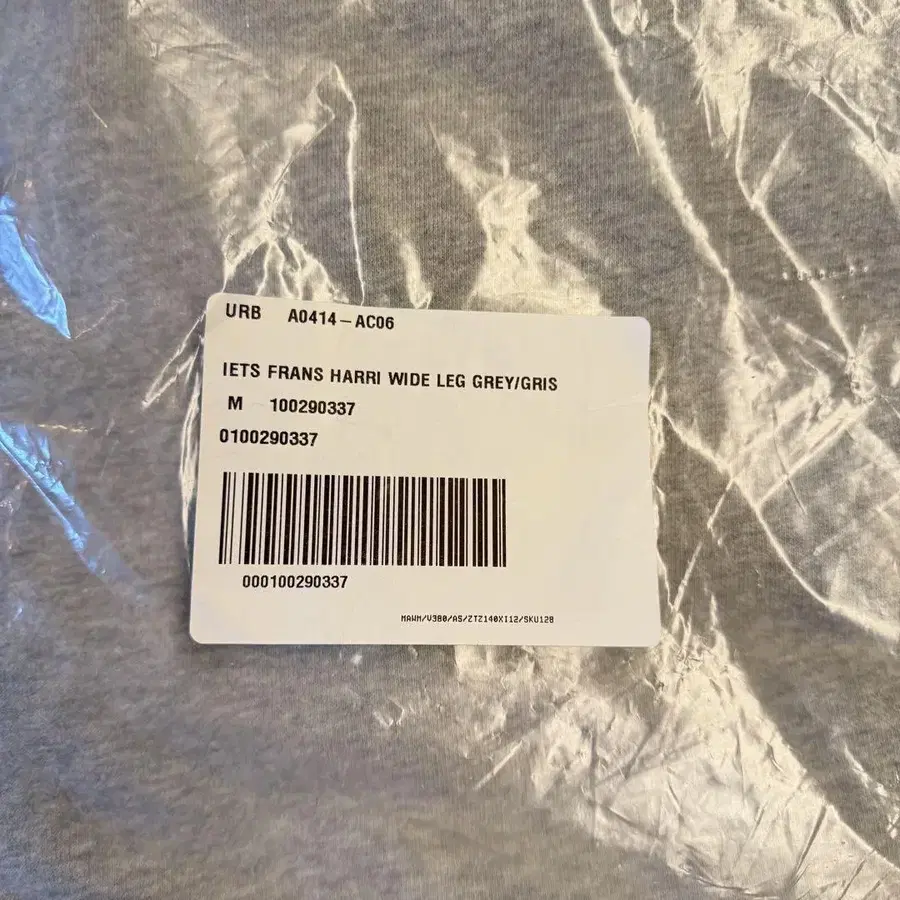 URB A0414-AC06
IETS FRANS HARRI WIDE LEG GREY/GRIS
M 100290337
0100290337
000100290337
MAWM/V380/AS/ZTZ140XI12/SKU128